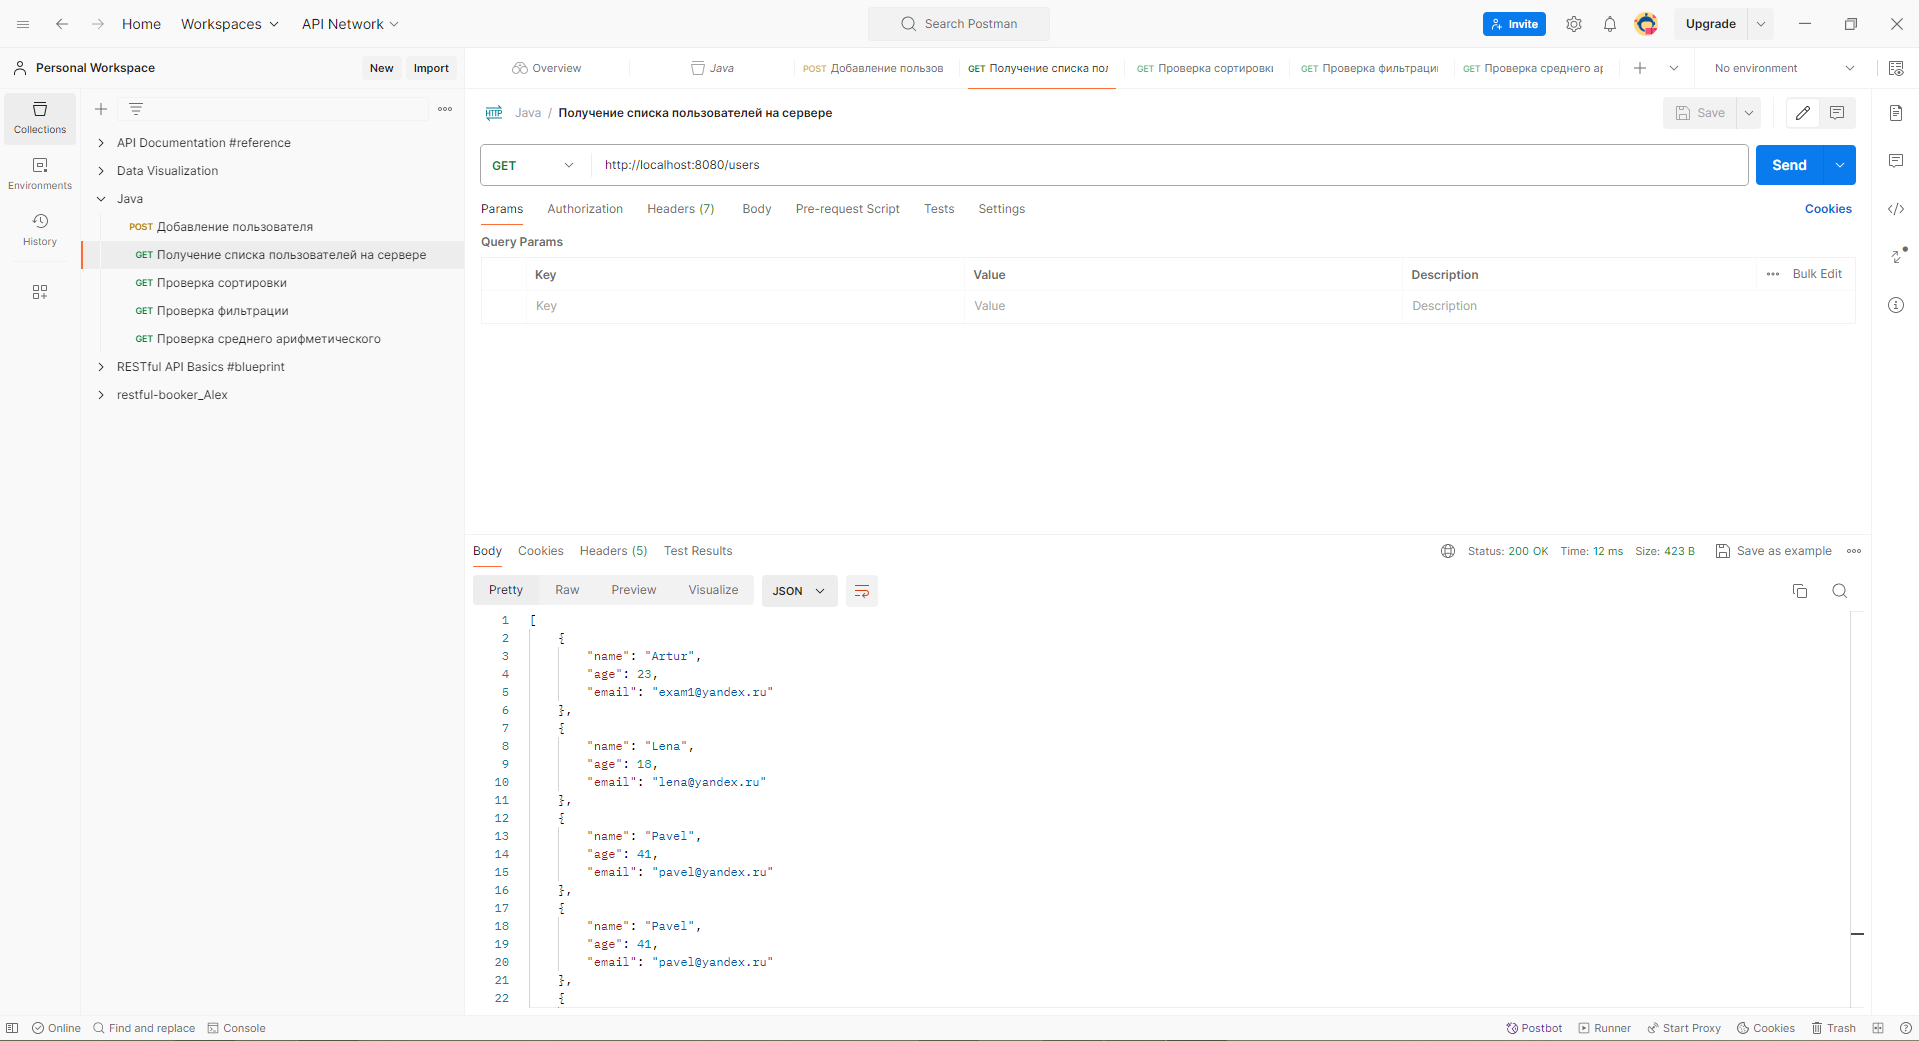 Home Workspaces API Network Search Postman Invite Upgrade
Personal Workspace New Import
Overview Java POST Добавление пользов GET Получение списка пол GET Проверка сортировки GET Проверка фильтрации GET Проверка среднего ар No environment
Collections
Environments
History
API Documentation #reference
Data Visualization
Java
POST Добавление пользователя
GET Получение списка пользователей на сервере
GET Проверка сортировки
GET Проверка фильтрации
GET Проверка среднего арифметического
RESTful API Basics #blueprint
restful-booker_Alex
HTTP Java / Получение списка пользователей на сервере Save
GET http://localhost:8080/users Send
Params Authorization Headers (7) Body Pre-request Script Tests Settings Cookies
Query Params
Key Value Description Bulk Edit
Key Value Description
Body Cookies Headers (5) Test Results Status: 200 OK Time: 12 ms Size: 423 B Save as example
Pretty Raw Preview Visualize JSON
1 [
2 {
3 "name": "Artur",
4 "age": 23,
5 "email": "exam1@yandex.ru"
6 },
7 {
8 "name": "Lena",
9 "age": 18,
10 "email": "lena@yandex.ru"
11 },
12 {
13 "name": "Pavel",
14 "age": 41,
15 "email": "pavel@yandex.ru"
16 },
17 {
18 "name": "Pavel",
19 "age": 41,
20 "email": "pavel@yandex.ru"
21 },
22 {
Online Find and replace Console Postbot Runner Start Proxy Cookies Trash